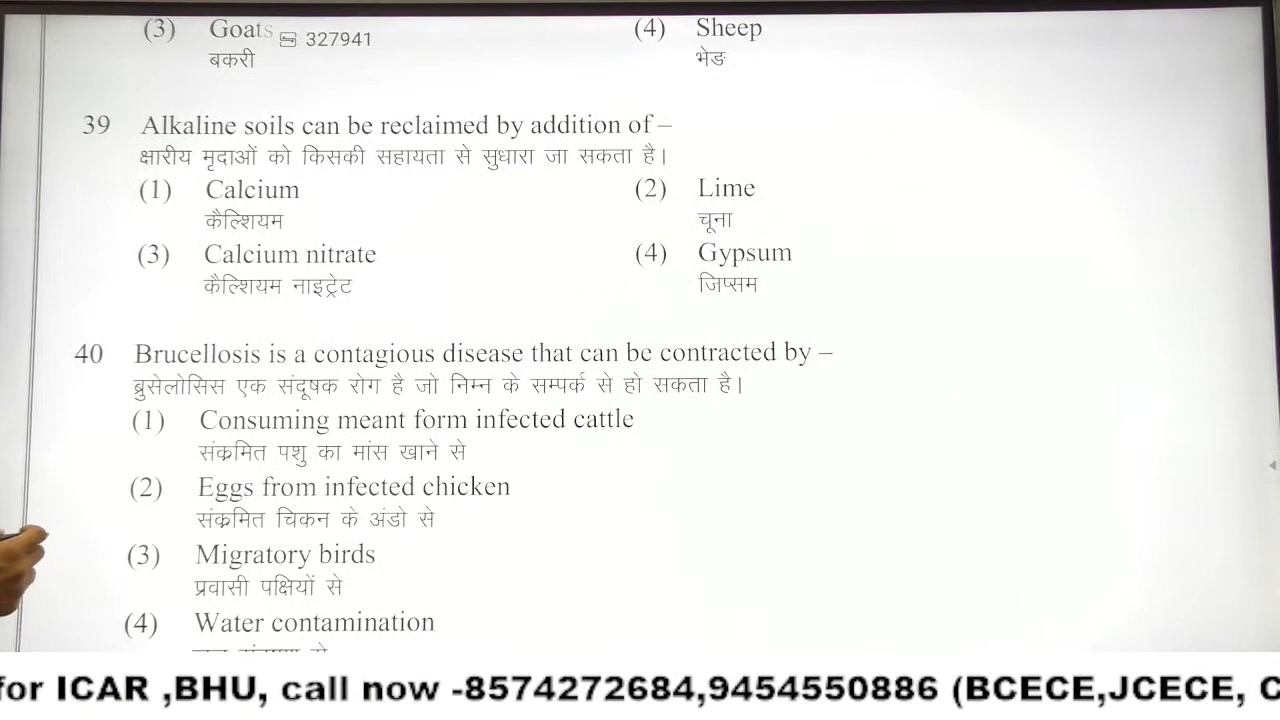 (3) Goats 327941 (4) Sheep
बकरी भेङ
39 Alkaline soils can be reclaimed by addition of –
क्षारीय मृदाओं को किसकी सहायता से सुधारा जा सकता है।
(1) Calcium (2) Lime
कैल्शियम चूना
(3) Calcium nitrate (4) Gypsum
कैल्शियम नाइट्रेट जिप्सम
40 Brucellosis is a contagious disease that can be contracted by –
ब्रुसेलोसिस एक संदूषक रोग है जो निम्न के सम्पर्क से हो सकता है।
(1) Consuming meant form infected cattle
संक्रमित पशु का मांस खाने से
(2) Eggs from infected chicken
संक्रमित चिकन के अंडो से
(3) Migratory birds
प्रवासी पक्षियों से
(4) Water contamination
for ICAR ,BHU, call now -8574272684,9454550886 (BCECE,JCECE, C